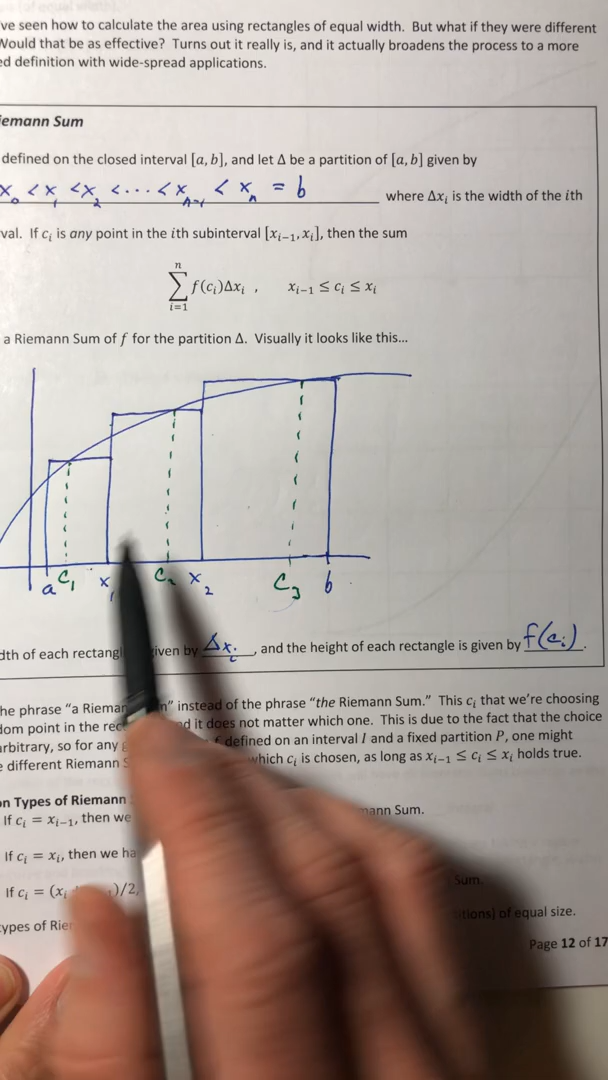 ve seen how to calculate the area using rectangles of equal width. But what if they were different
Would that be as effective? Turns out it really is, and it actually broadens the process to a more
ed definition with wide-spread applications.
iemann Sum
defined on the closed interval [a, b], and let Δ be a partition of [a, b] given by
x₀ < x₁ < x₂ < ... < xₙ₋₁ < xₙ = b where Δxᵢ is the width of the ith
val. If cᵢ is any point in the ith subinterval [xᵢ₋₁, xᵢ], then the sum
n
∑ f(cᵢ)Δxᵢ , xᵢ₋₁ ≤ cᵢ ≤ xᵢ
i=1
a Riemann Sum of f for the partition Δ. Visually it looks like this...
a c₁ x₁ c₂ x₂ c₃ b
dth of each rectangl iven by Δxᵢ, and the height of each rectangle is given by f(cᵢ).
he phrase "a Rieman " instead of the phrase "the Riemann Sum." This cᵢ that we're choosing
dom point in the rec nd it does not matter which one. This is due to the fact that the choice
arbitrary, so for any f defined on an interval I and a fixed partition P, one might
e different Riemann which cᵢ is chosen, as long as xᵢ₋₁ ≤ cᵢ ≤ xᵢ holds true.
on Types of Riemann
If cᵢ = xᵢ₋₁, then we mann Sum.
If cᵢ = xᵢ, then we ha
If cᵢ = (xᵢ )/2, Sum.
types of Rie itions) of equal size.
Page 12 of 17